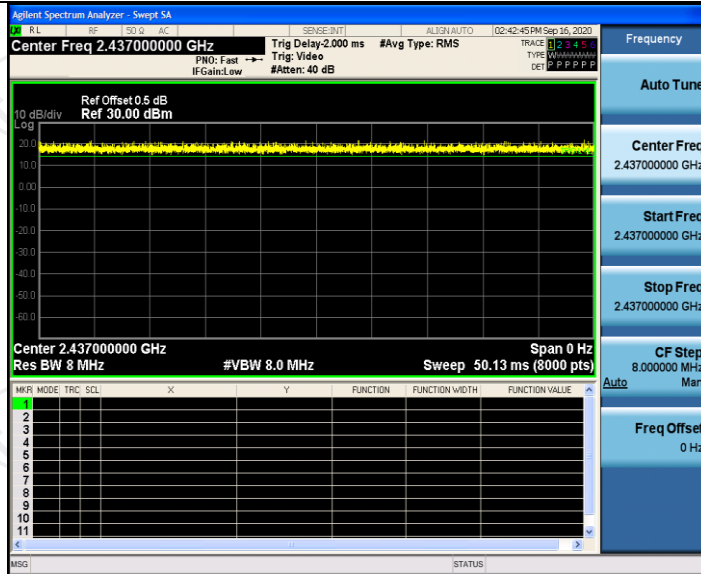 Agilent Spectrum Analyzer - Swept SA
RL RF 50 Ω AC SENSE:INT ALIGN AUTO 02:42:45 PM Sep 16, 2020
Center Freq 2.437000000 GHz Trig Delay-2.000 ms #Avg Type: RMS TRACE 1 2 3 4 5 6
PNO: Fast Trig: Video TYPE
IFGain:Low #Atten: 40 dB DET P P P P P P
Ref Offset 0.5 dB
10 dB/div Ref 30.00 dBm
Log
20.0
10.0
0.00
-10.0
-20.0
-30.0
-40.0
-50.0
-60.0
Center 2.437000000 GHz Span 0 Hz
Res BW 8 MHz #VBW 8.0 MHz Sweep 50.13 ms (8000 pts)
MKR MODE TRC SCL X Y FUNCTION FUNCTION WIDTH FUNCTION VALUE
1
2
3
4
5
6
7
8
9
10
11
MSG STATUS
Frequency
Auto Tune
Center Freq
2.437000000 GHz
Start Freq
2.437000000 GHz
Stop Freq
2.437000000 GHz
CF Step
8.000000 MHz
Auto Man
Freq Offset
0 Hz